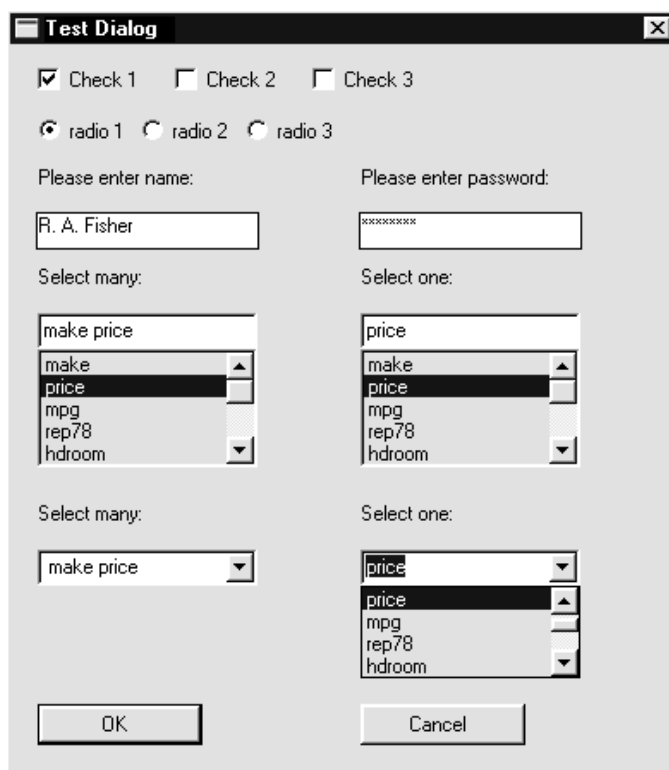 Test Dialog
Check 1 Check 2 Check 3
radio 1 radio 2 radio 3
Please enter name: Please enter password:
R. A. Fisher ********
Select many: Select one:
make price price
make make
price price
mpg mpg
rep78 rep78
hdroom hdroom
Select many: Select one:
make price price
price
mpg
rep78
hdroom
OK Cancel